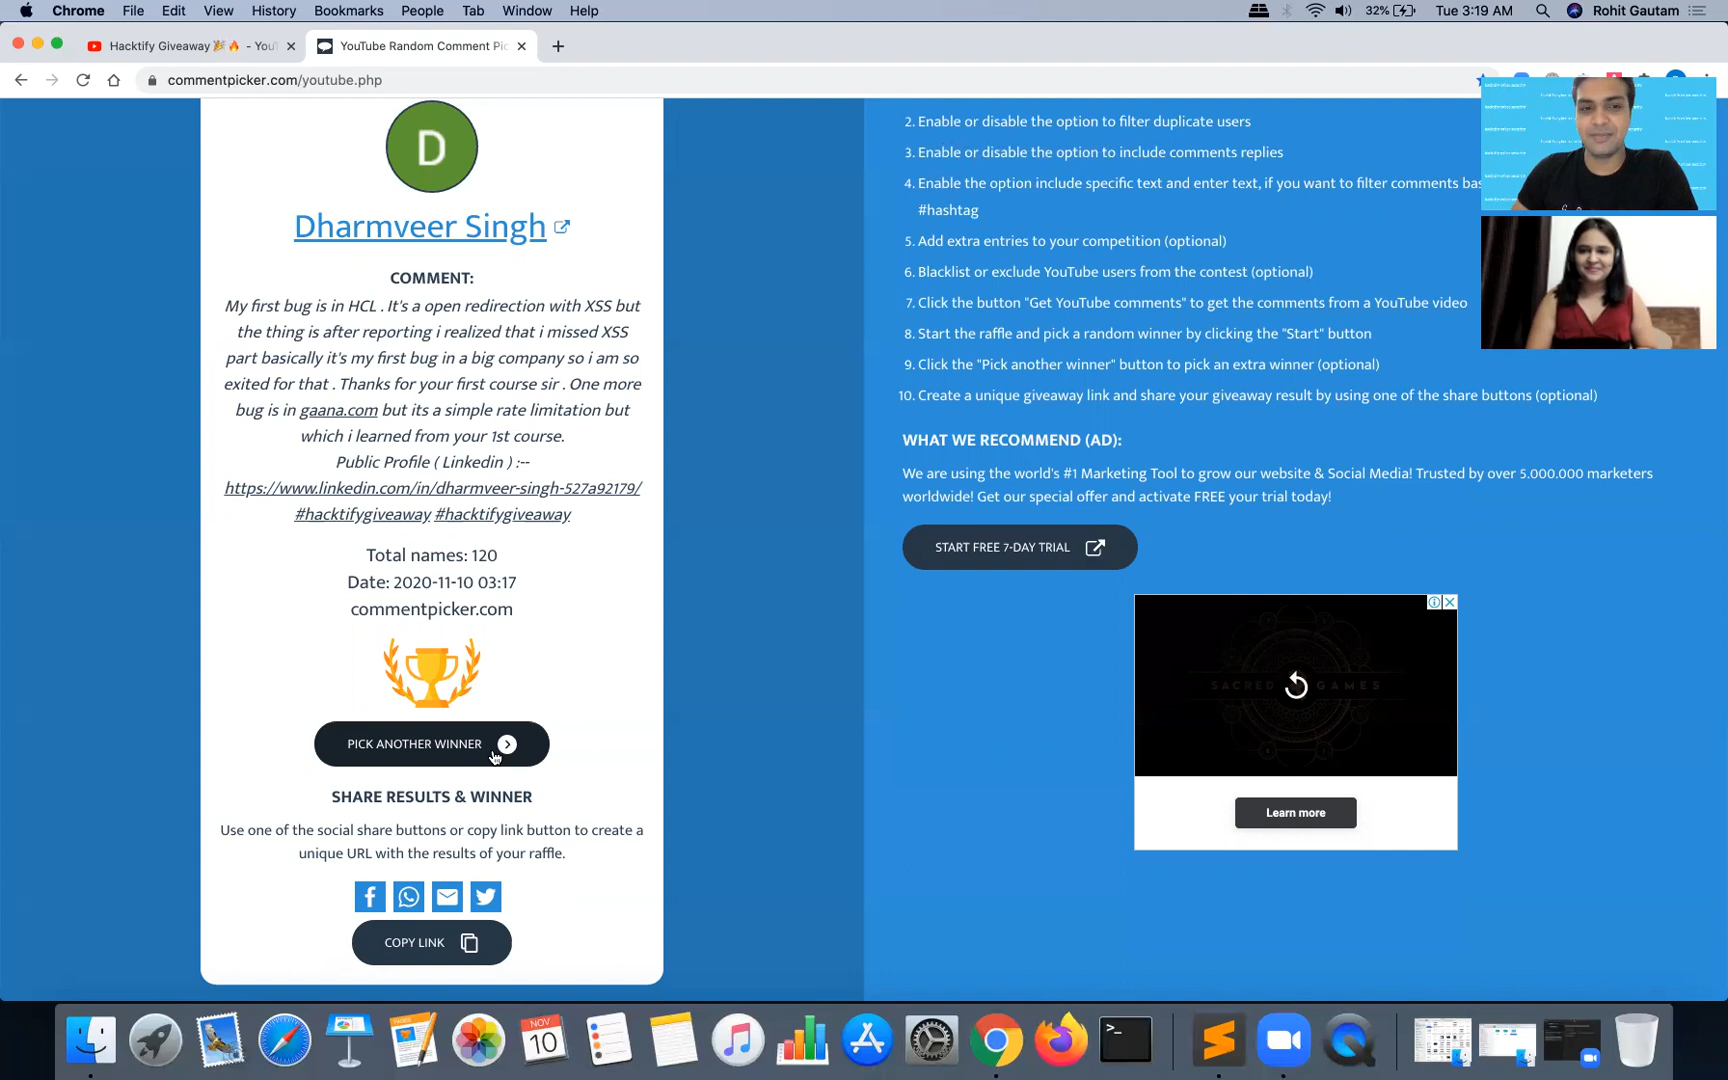 Chrome File Edit View History Bookmarks People Tab Window Help
32% Tue 3:19 AM Rohit Gautam
Hacktify Giveaway🎉🔥 - YouT
YouTube Random Comment Pic
commentpicker.com/youtube.php
D
Dharmveer Singh
COMMENT:
My first bug is in HCL . It's a open redirection with XSS but
the thing is after reporting i realized that i missed XSS
part basically it's my first bug in a big company so i am so
exited for that . Thanks for your first course sir . One more
bug is in gaana.com but its a simple rate limitation but
which i learned from your 1st course.
Public Profile ( Linkedin ) :--
https://www.linkedin.com/in/dharmveer-singh-527a92179/
#hacktifygiveaway #hacktifygiveaway
Total names: 120
Date: 2020-11-10 03:17
commentpicker.com
PICK ANOTHER WINNER
SHARE RESULTS & WINNER
Use one of the social share buttons or copy link button to create a
unique URL with the results of your raffle.
COPY LINK
2. Enable or disable the option to filter duplicate users
3. Enable or disable the option to include comments replies
4. Enable the option include specific text and enter text, if you want to filter comments bas
#hashtag
5. Add extra entries to your competition (optional)
6. Blacklist or exclude YouTube users from the contest (optional)
7. Click the button "Get YouTube comments" to get the comments from a YouTube video
8. Start the raffle and pick a random winner by clicking the "Start" button
9. Click the "Pick another winner" button to pick an extra winner (optional)
10. Create a unique giveaway link and share your giveaway result by using one of the share buttons (optional)
WHAT WE RECOMMEND (AD):
We are using the world's #1 Marketing Tool to grow our website & Social Media! Trusted by over 5.000.000 marketers
worldwide! Get our special offer and activate FREE your trial today!
START FREE 7-DAY TRIAL
SACRED GAMES
Learn more
NOV
10